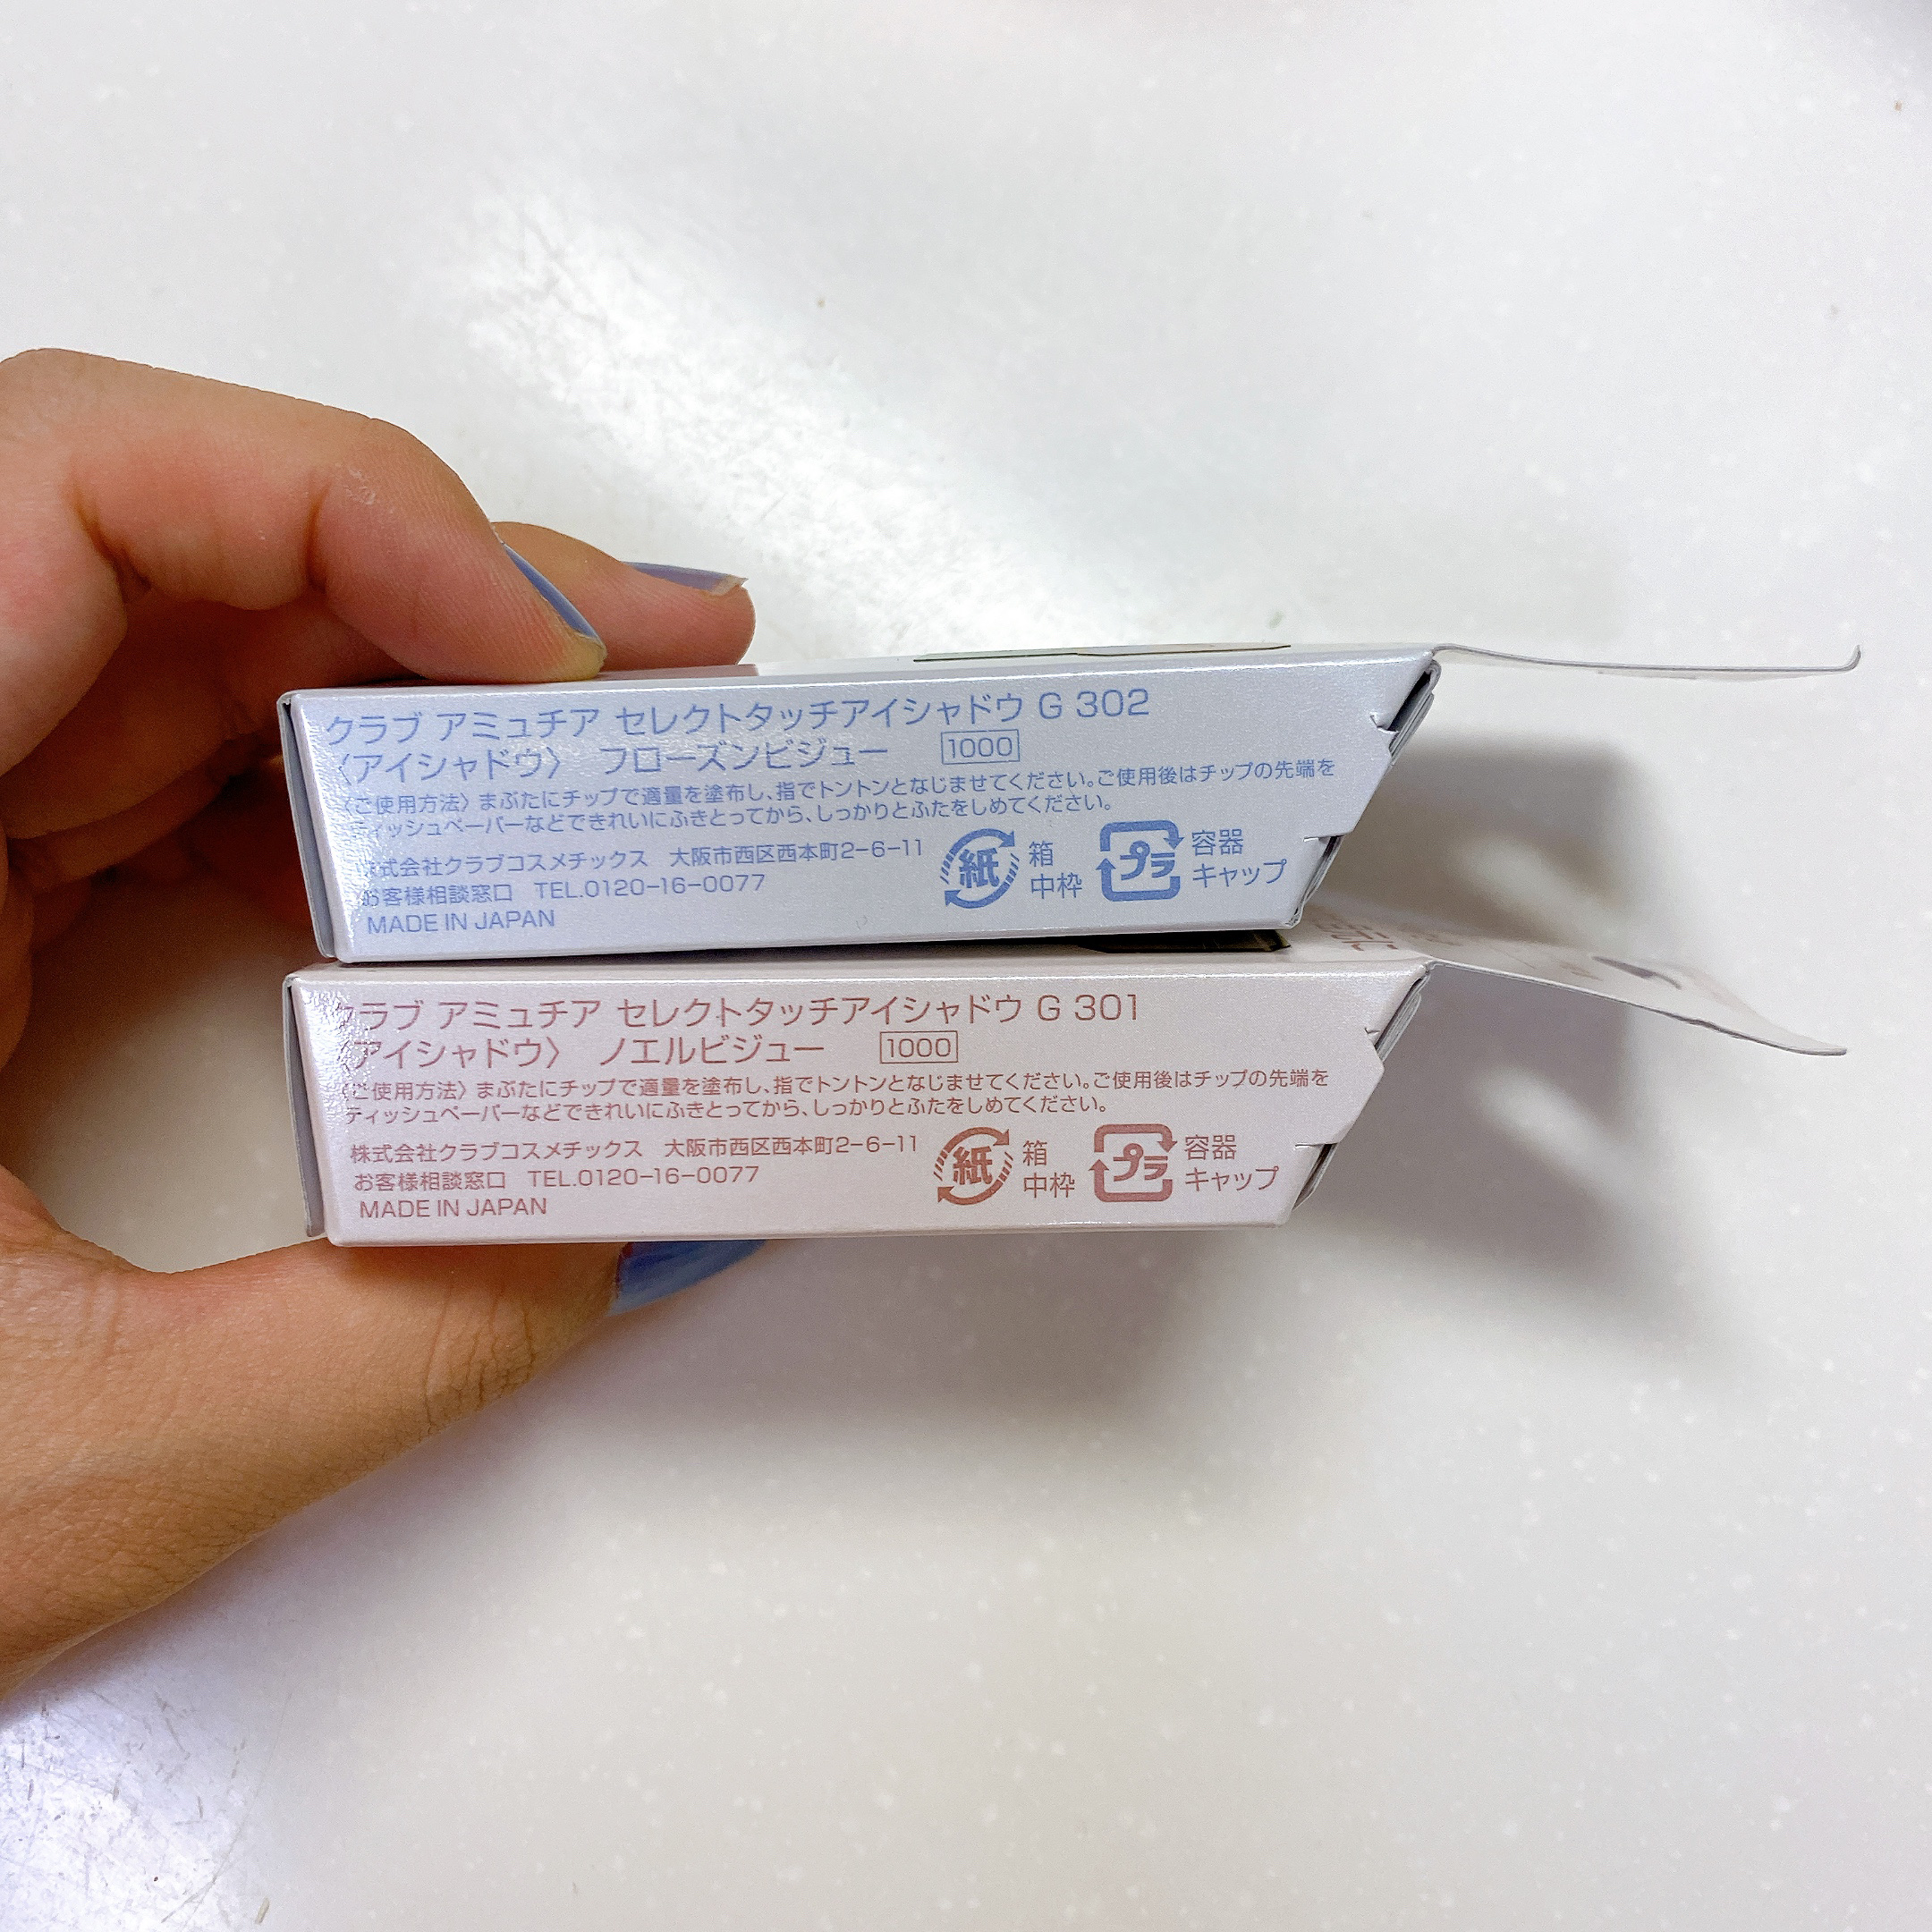 クラブ アミュチア セレクトタッチアイシャドウ G 302
〈アイシャドウ〉 フローズンビジュー 1000
〈ご使用方法〉まぶたにチップで適量を塗布し、指でトントンとなじませてください。ご使用後はチップの先端を
ティッシュペーパーなどできれいにふきとってから、しっかりとふたをしめてください。
株式会社クラブコスメチックス 大阪市西区西本町2-6-11
お客様相談窓口 TEL.0120-16-0077
MADE IN JAPAN
紙 箱
中枠
プラ 容器
キャップ
クラブ アミュチア セレクトタッチアイシャドウ G 301
〈アイシャドウ〉 ノエルビジュー 1000
〈ご使用方法〉まぶたにチップで適量を塗布し、指でトントンとなじませてください。ご使用後はチップの先端を
ティッシュペーパーなどできれいにふきとってから、しっかりとふたをしめてください。
株式会社クラブコスメチックス 大阪市西区西本町2-6-11
お客様相談窓口 TEL.0120-16-0077
MADE IN JAPAN
紙 箱
中枠
プラ 容器
キャップ